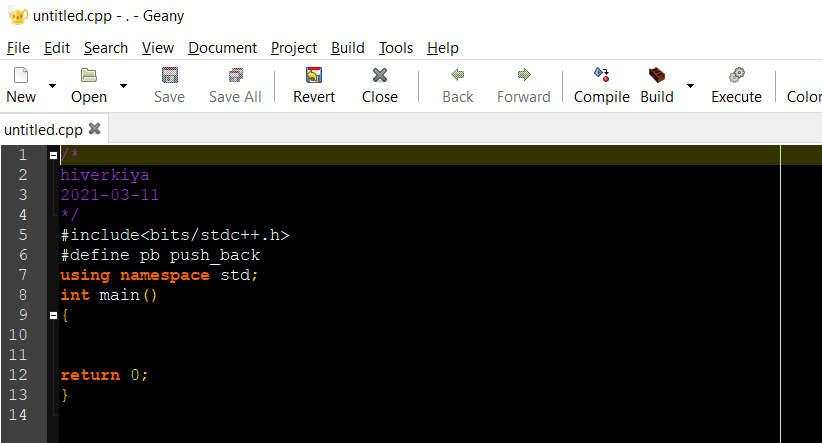 untitled.cpp - . - Geany
File Edit Search View Document Project Build Tools Help
New Open Save Save All Revert Close Back Forward Compile Build Execute Color
untitled.cpp
1 /*
2 hiverkiya
3 2021-03-11
4 */
5 #include<bits/stdc++.h>
6 #define pb push_back
7 using namespace std;
8 int main()
9 {
10
11
12 return 0;
13 }
14